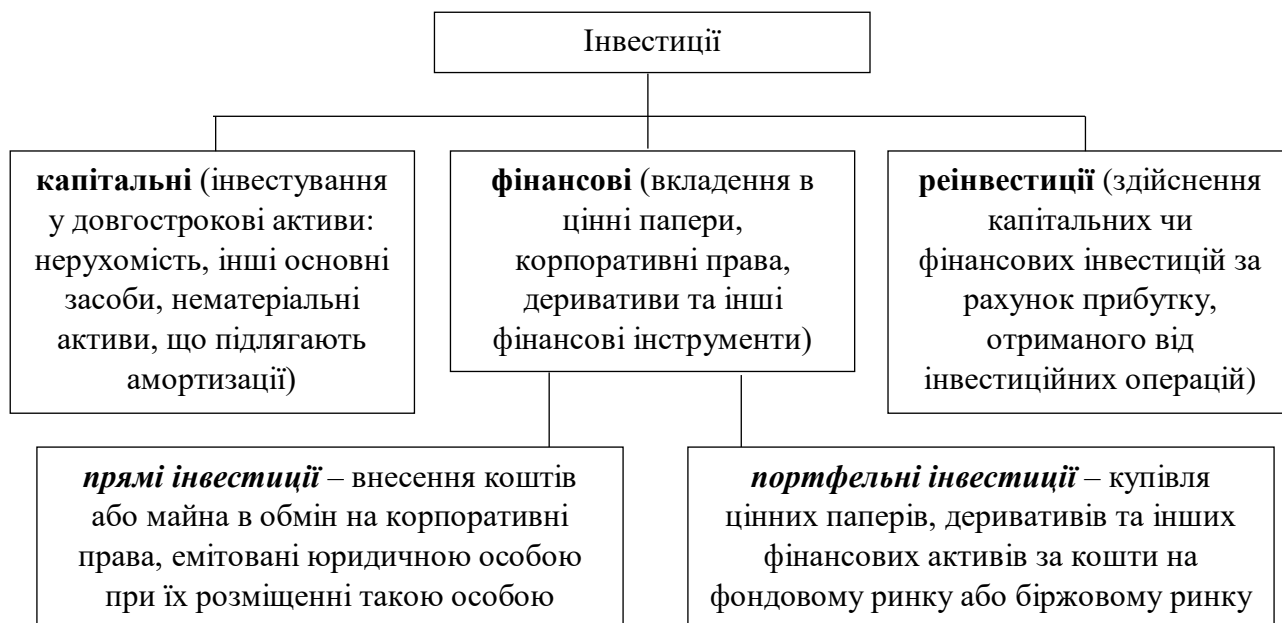 Інвестиції
капітальні (інвестування
у довгострокові активи:
нерухомість, інші основні
засоби, нематеріальні
активи, що підлягають
амортизації)
фінансові (вкладення в
цінні папери,
корпоративні права,
деривативи та інші
фінансові інструменти)
реінвестиції (здійснення
капітальних чи
фінансових інвестицій за
рахунок прибутку,
отриманого від
інвестиційних операцій)
прямі інвестиції – внесення коштів
або майна в обмін на корпоративні
права, емітовані юридичною особою
при їх розміщенні такою особою
портфельні інвестиції – купівля
цінних паперів, деривативів та інших
фінансових активів за кошти на
фондовому ринку або біржовому ринку